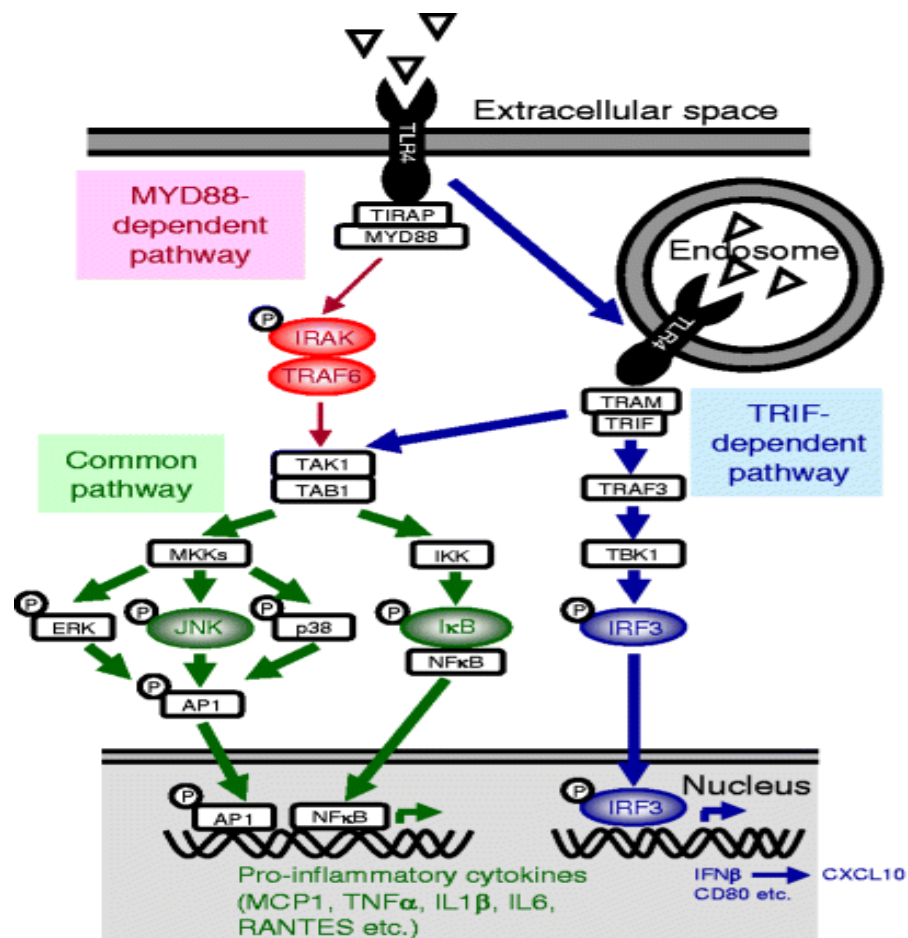 Extracellular space
TLR4
MYD88-
dependent
pathway
TIRAP
MYD88
Endosome
TLR4
P
IRAK
TRAF6
TRAM
TRIF
TRIF-
dependent
pathway
Common
pathway
TAK1
TAB1
TRAF3
MKKs
IKK
TBK1
P
ERK
P
JNK
P
p38
P
IκB
NFκB
P
IRF3
P
AP1
Nucleus
P
AP1
NFκB
P
IRF3
Pro-inflammatory cytokines
(MCP1, TNFα, IL1β, IL6,
RANTES etc.)
IFNβ
CXCL10
CD80 etc.